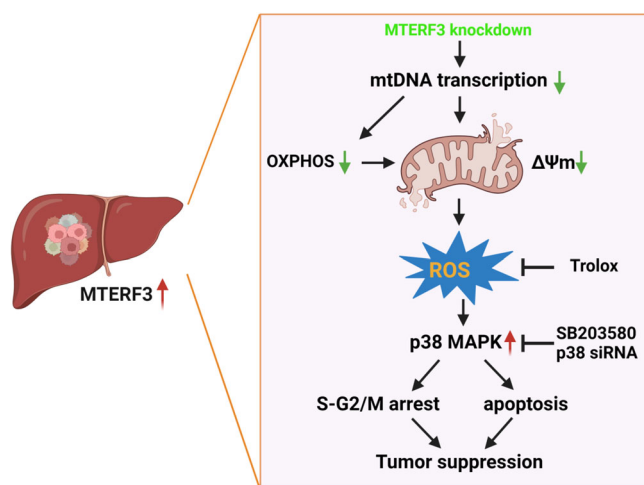 MTERF3 knockdown
mtDNA transcription
OXPHOS
ΔΨm
MTERF3
ROS
Trolox
p38 MAPK
SB203580
p38 siRNA
S-G2/M arrest
apoptosis
Tumor suppression